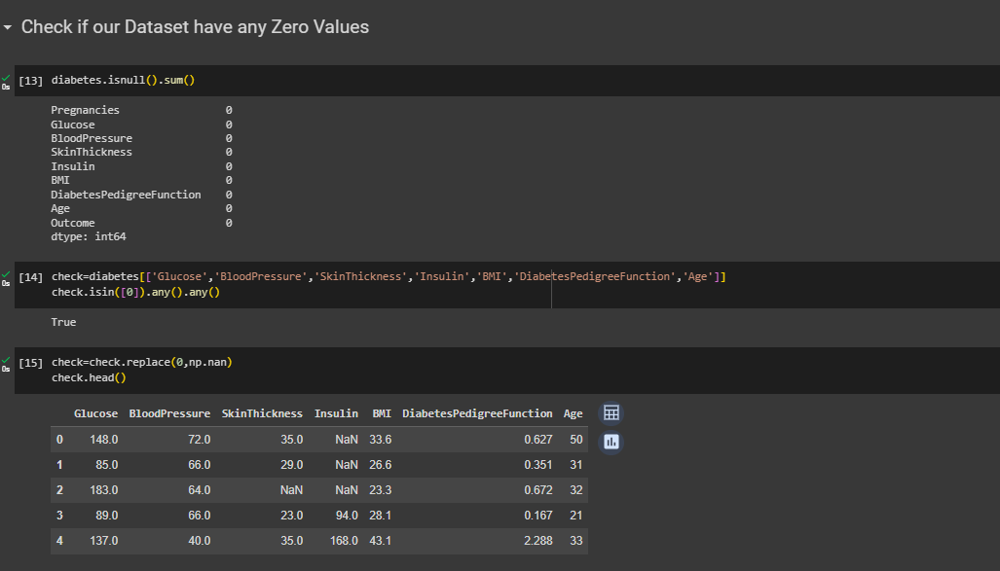 Check if our Dataset have any Zero Values
[13] diabetes.isnull().sum()
0s
Pregnancies 0
Glucose 0
BloodPressure 0
SkinThickness 0
Insulin 0
BMI 0
DiabetesPedigreeFunction 0
Age 0
Outcome 0
dtype: int64
[14] check=diabetes[['Glucose','BloodPressure','SkinThickness','Insulin','BMI','DiabetesPedigreeFunction','Age']]
0s check.isin([0]).any().any()
True
[15] check=check.replace(0,np.nan)
0s check.head()
Glucose BloodPressure SkinThickness Insulin BMI DiabetesPedigreeFunction Age
0 148.0 72.0 35.0 NaN 33.6 0.627 50
1 85.0 66.0 29.0 NaN 26.6 0.351 31
2 183.0 64.0 NaN NaN 23.3 0.672 32
3 89.0 66.0 23.0 94.0 28.1 0.167 21
4 137.0 40.0 35.0 168.0 43.1 2.288 33